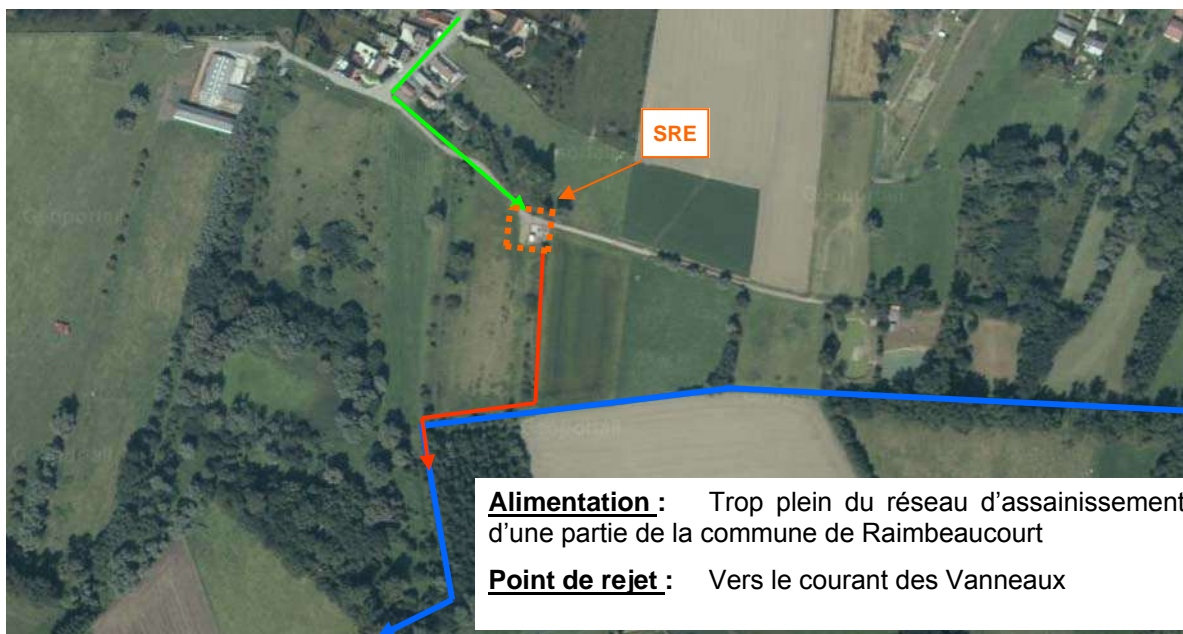 SRE
Geoportail
Alimentation : Trop plein du réseau d'assainissement
d'une partie de la commune de Raimbeaucourt
Point de rejet : Vers le courant des Vanneaux